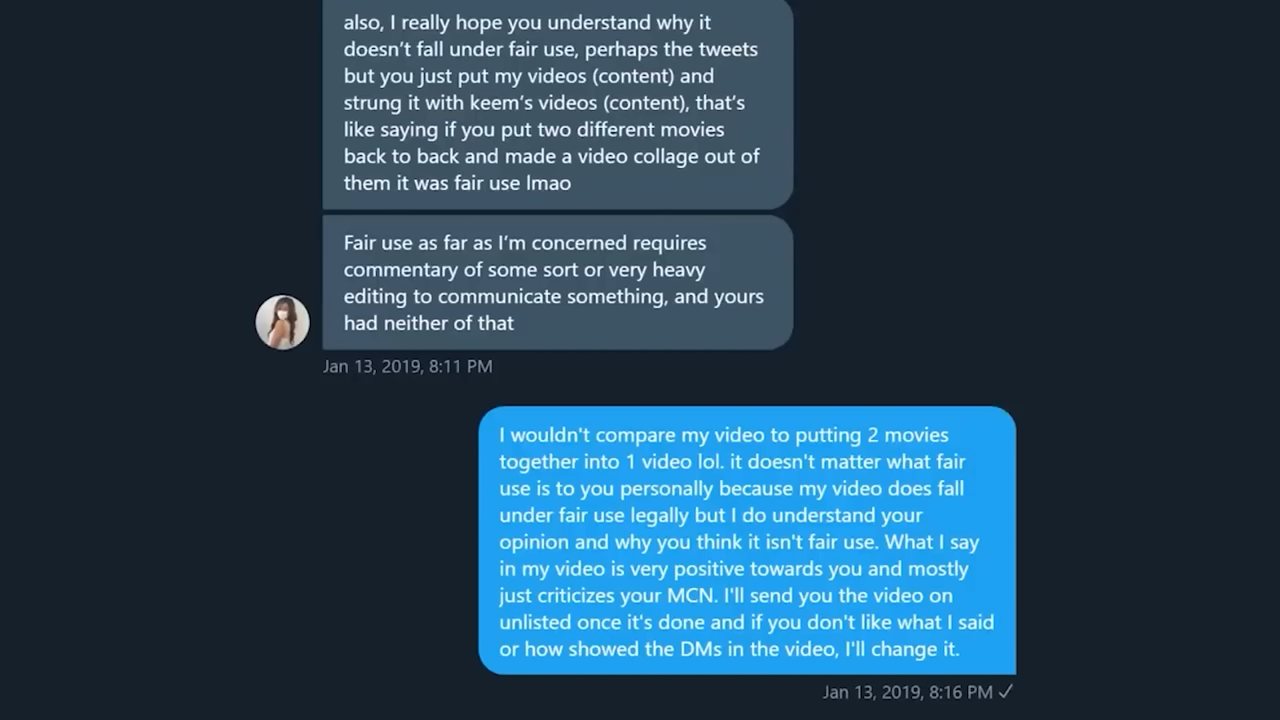 also, I really hope you understand why it
doesn't fall under fair use, perhaps the tweets
but you just put my videos (content) and
strung it with keem's videos (content), that's
like saying if you put two different movies
back to back and made a video collage out of
them it was fair use lmao
Fair use as far as I'm concerned requires
commentary of some sort or very heavy
editing to communicate something, and yours
had neither of that
Jan 13, 2019, 8:11 PM
I wouldn't compare my video to putting 2 movies
together into 1 video lol. it doesn't matter what fair
use is to you personally because my video does fall
under fair use legally but I do understand your
opinion and why you think it isn't fair use. What I say
in my video is very positive towards you and mostly
just criticizes your MCN. I'll send you the video on
unlisted once it's done and if you don't like what I said
or how showed the DMs in the video, I'll change it.
Jan 13, 2019, 8:16 PM ✓